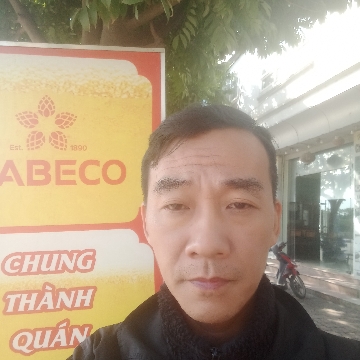 Est. 1890
ABECO
CHUNG
THÀNH
QUÁN